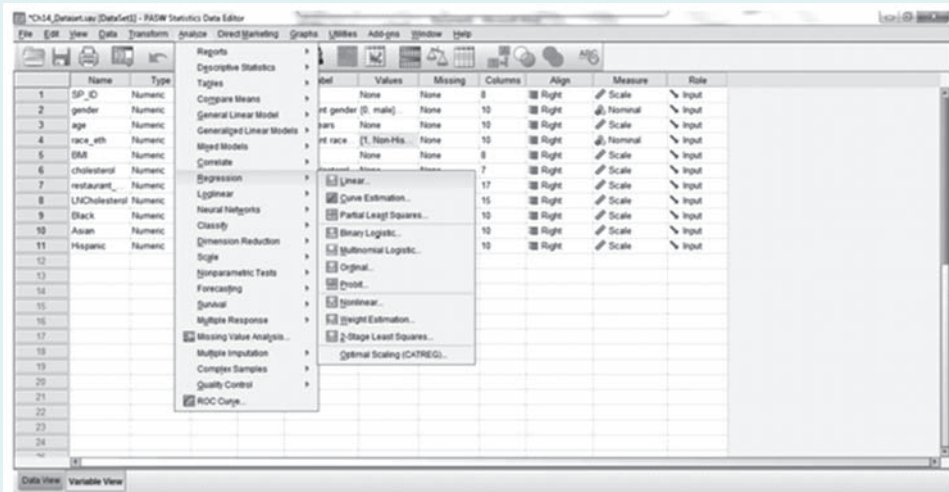 *Ch14_Dataset.sav [DataSet1] - PASW Statistics Data Editor
File Edit View Data Transform Analyze Direct Marketing Graphs Utilities Add-ons Window Help
Name Type Label Values Missing Columns Align Measure Role
1 SP_ID Numeric None None 8 Right Scale Input
2 gender Numeric nt gender {0, male}... None 10 Right Nominal Input
3 age Numeric ears None None 10 Right Scale Input
4 race_eth Numeric nt race ... {1, Non-His... None 10 Right Nominal Input
5 BMI Numeric None None 8 Right Scale Input
6 cholesterol Numeric 7 Right Scale Input
7 restaurant_ Numeric 17 Right Scale Input
8 LNCholesterol Numeric 15 Right Scale Input
9 Black Numeric 10 Right Scale Input
10 Asian Numeric 10 Right Scale Input
11 Hispanic Numeric 10 Right Scale Input
12
13
14
15
16
17
18
19
20
21
22
23
24
Reports
Descriptive Statistics
Tables
Compare Means
General Linear Model
Generalized Linear Models
Mixed Models
Correlate
Regression
Loglinear
Neural Networks
Classify
Dimension Reduction
Scale
Nonparametric Tests
Forecasting
Survival
Multiple Response
Missing Value Analysis...
Multiple Imputation
Complex Samples
Quality Control
ROC Curve...
Linear...
Curve Estimation...
Partial Least Squares...
Binary Logistic...
Multinomial Logistic...
Ordinal...
Probit...
Nonlinear...
Weight Estimation...
2-Stage Least Squares...
Optimal Scaling (CATREG)...
Data View Variable View